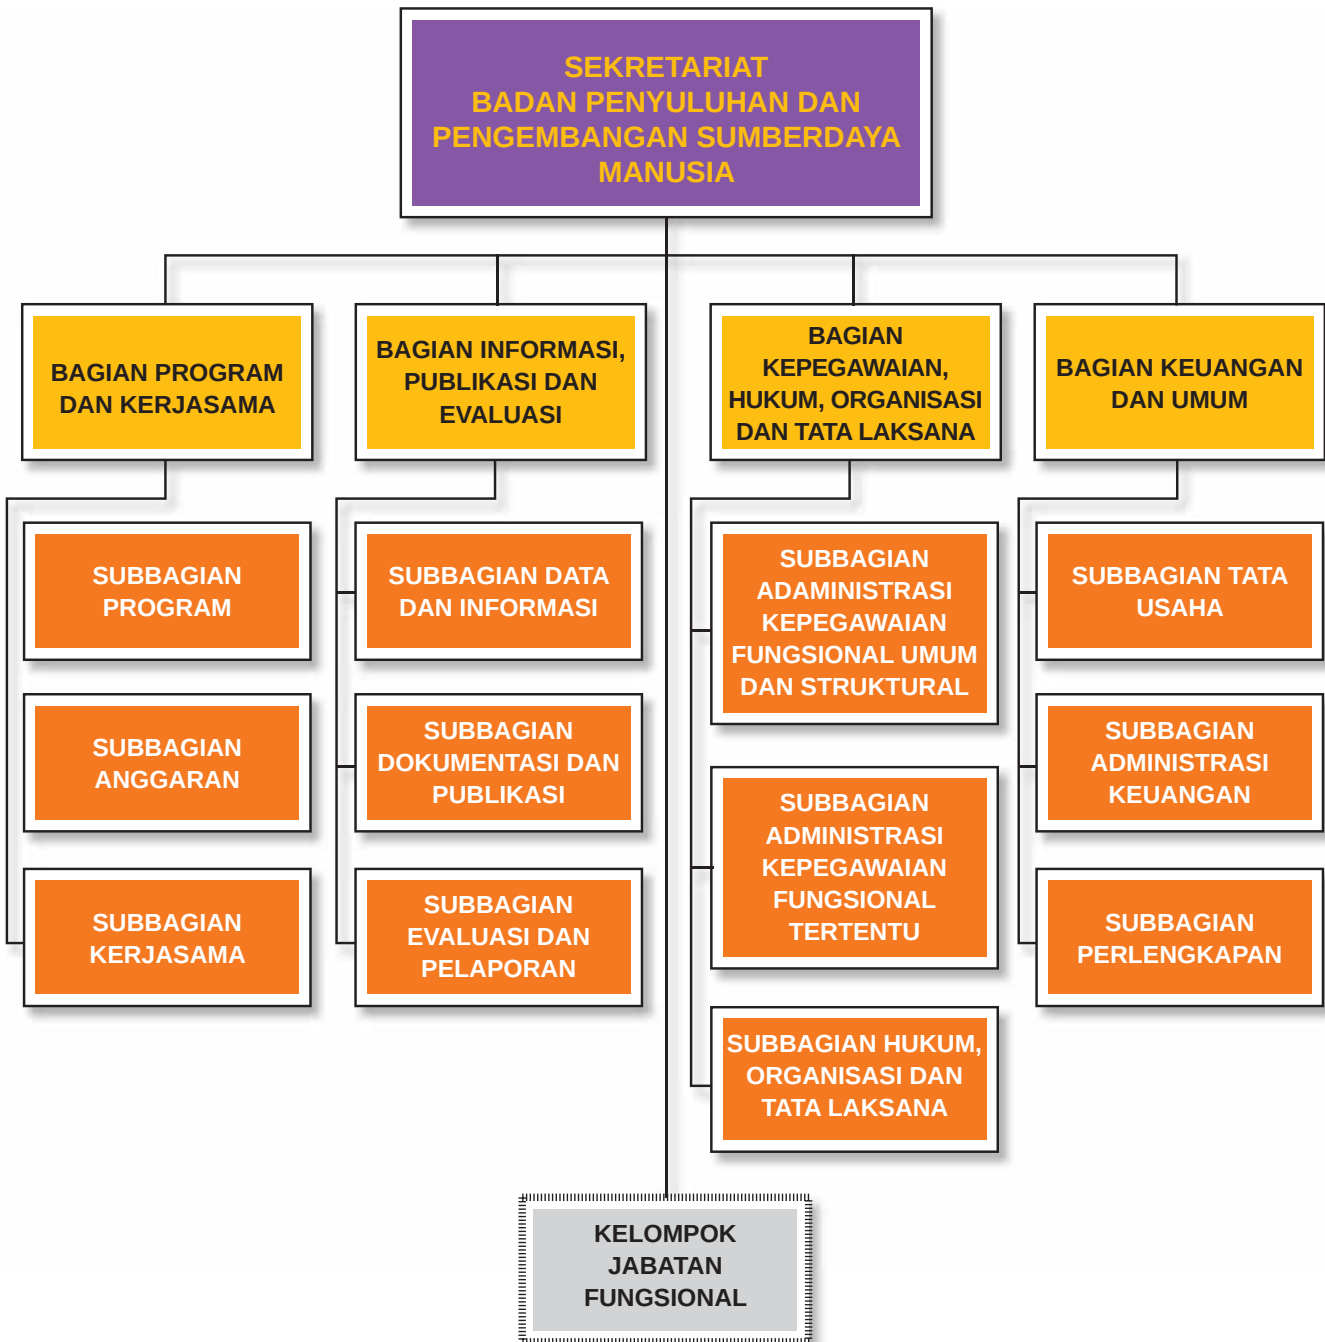 SEKRETARIAT
BADAN PENYULUHAN DAN
PENGEMBANGAN SUMBERDAYA
MANUSIA
BAGIAN PROGRAM
DAN KERJASAMA
BAGIAN INFORMASI,
PUBLIKASI DAN
EVALUASI
BAGIAN
KEPEGAWAIAN,
HUKUM, ORGANISASI
DAN TATA LAKSANA
BAGIAN KEUANGAN
DAN UMUM
SUBBAGIAN
PROGRAM
SUBBAGIAN
ANGGARAN
SUBBAGIAN
KERJASAMA
SUBBAGIAN DATA
DAN INFORMASI
SUBBAGIAN
DOKUMENTASI DAN
PUBLIKASI
SUBBAGIAN
EVALUASI DAN
PELAPORAN
SUBBAGIAN
ADAMINISTRASI
KEPEGAWAIAN
FUNGSIONAL UMUM
DAN STRUKTURAL
SUBBAGIAN
ADMINISTRASI
KEPEGAWAIAN
FUNGSIONAL
TERTENTU
SUBBAGIAN HUKUM,
ORGANISASI DAN
TATA LAKSANA
SUBBAGIAN TATA
USAHA
SUBBAGIAN
ADMINISTRASI
KEUANGAN
SUBBAGIAN
PERLENGKAPAN
KELOMPOK
JABATAN
FUNGSIONAL